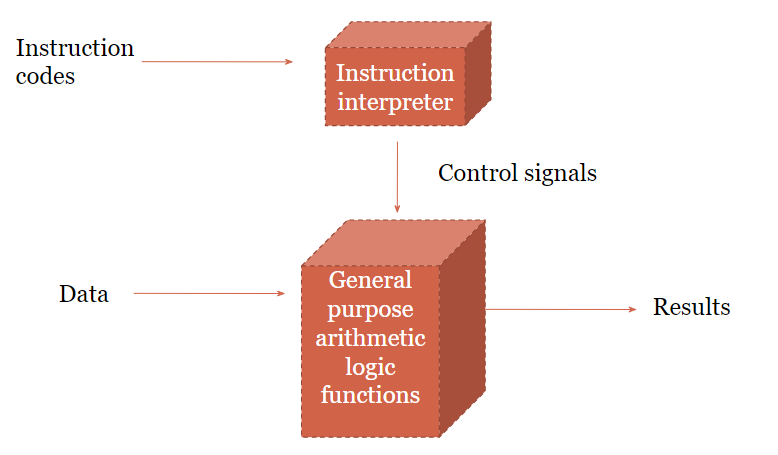 Instruction
codes
Instruction
interpreter
Control signals
Data
General
purpose
arithmetic
logic
functions
Results